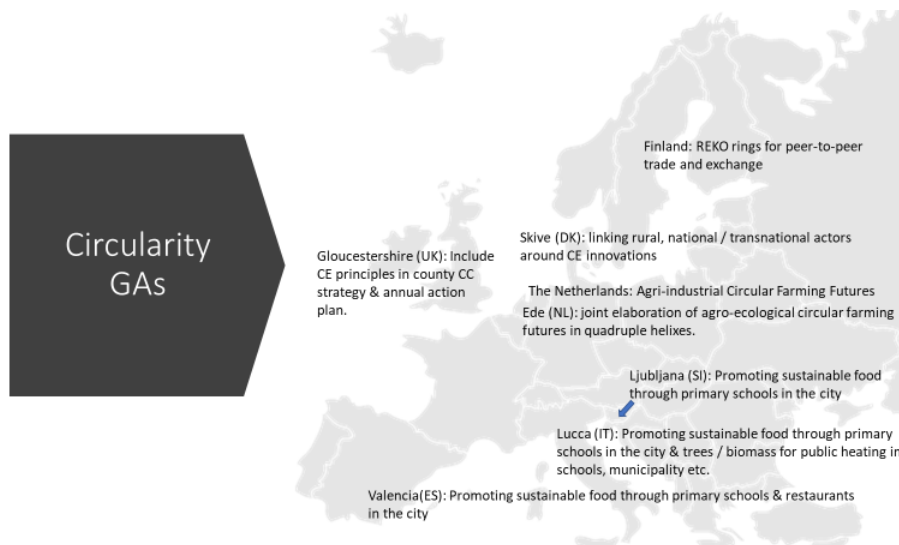 Circularity
GAs
Finland: REKO rings for peer-to-peer
trade and exchange
Gloucestershire (UK): Include
CE principles in county CC
strategy & annual action
plan.
Skive (DK): linking rural, national / transnational actors
around CE innovations
The Netherlands: Agri-industrial Circular Farming Futures
Ede (NL): joint elaboration of agro-ecological circular farming
futures in quadruple helixes.
Ljubljana (SI): Promoting sustainable food
through primary schools in the city
Lucca (IT): Promoting sustainable food through primary
schools in the city & trees / biomass for public heating in
schools, municipality etc.
Valencia(ES): Promoting sustainable food through primary schools & restaurants
in the city